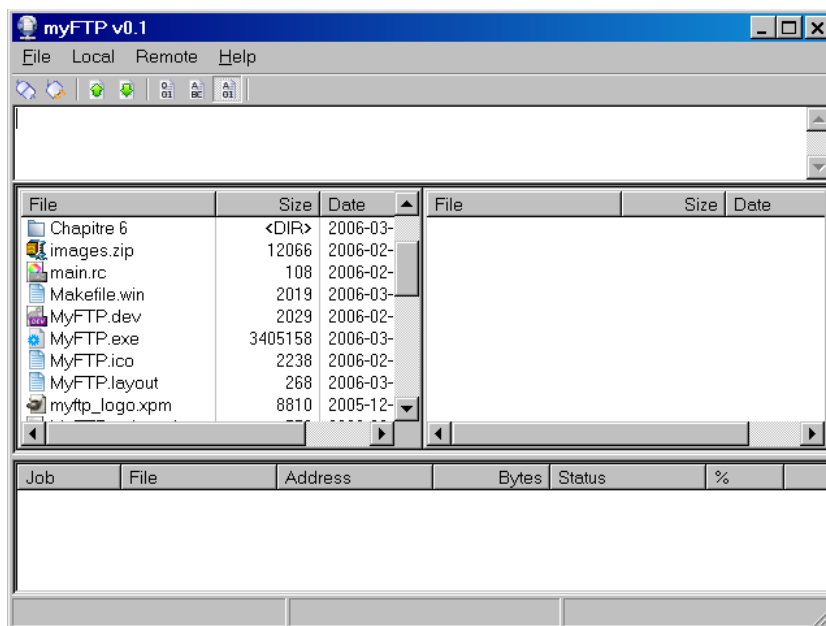 myFTP v0.1
File Local Remote Help
File Size Date File Size Date
Chapitre 6 <DIR> 2006-03-
images.zip 12066 2006-02-
main.rc 108 2006-02-
Makefile.win 2019 2006-03-
MyFTP.dev 2029 2006-02-
MyFTP.exe 3405158 2006-03-
MyFTP.ico 2238 2006-02-
MyFTP.layout 268 2006-03-
myftp_logo.xpm 8810 2005-12-
Job File Address Bytes Status %